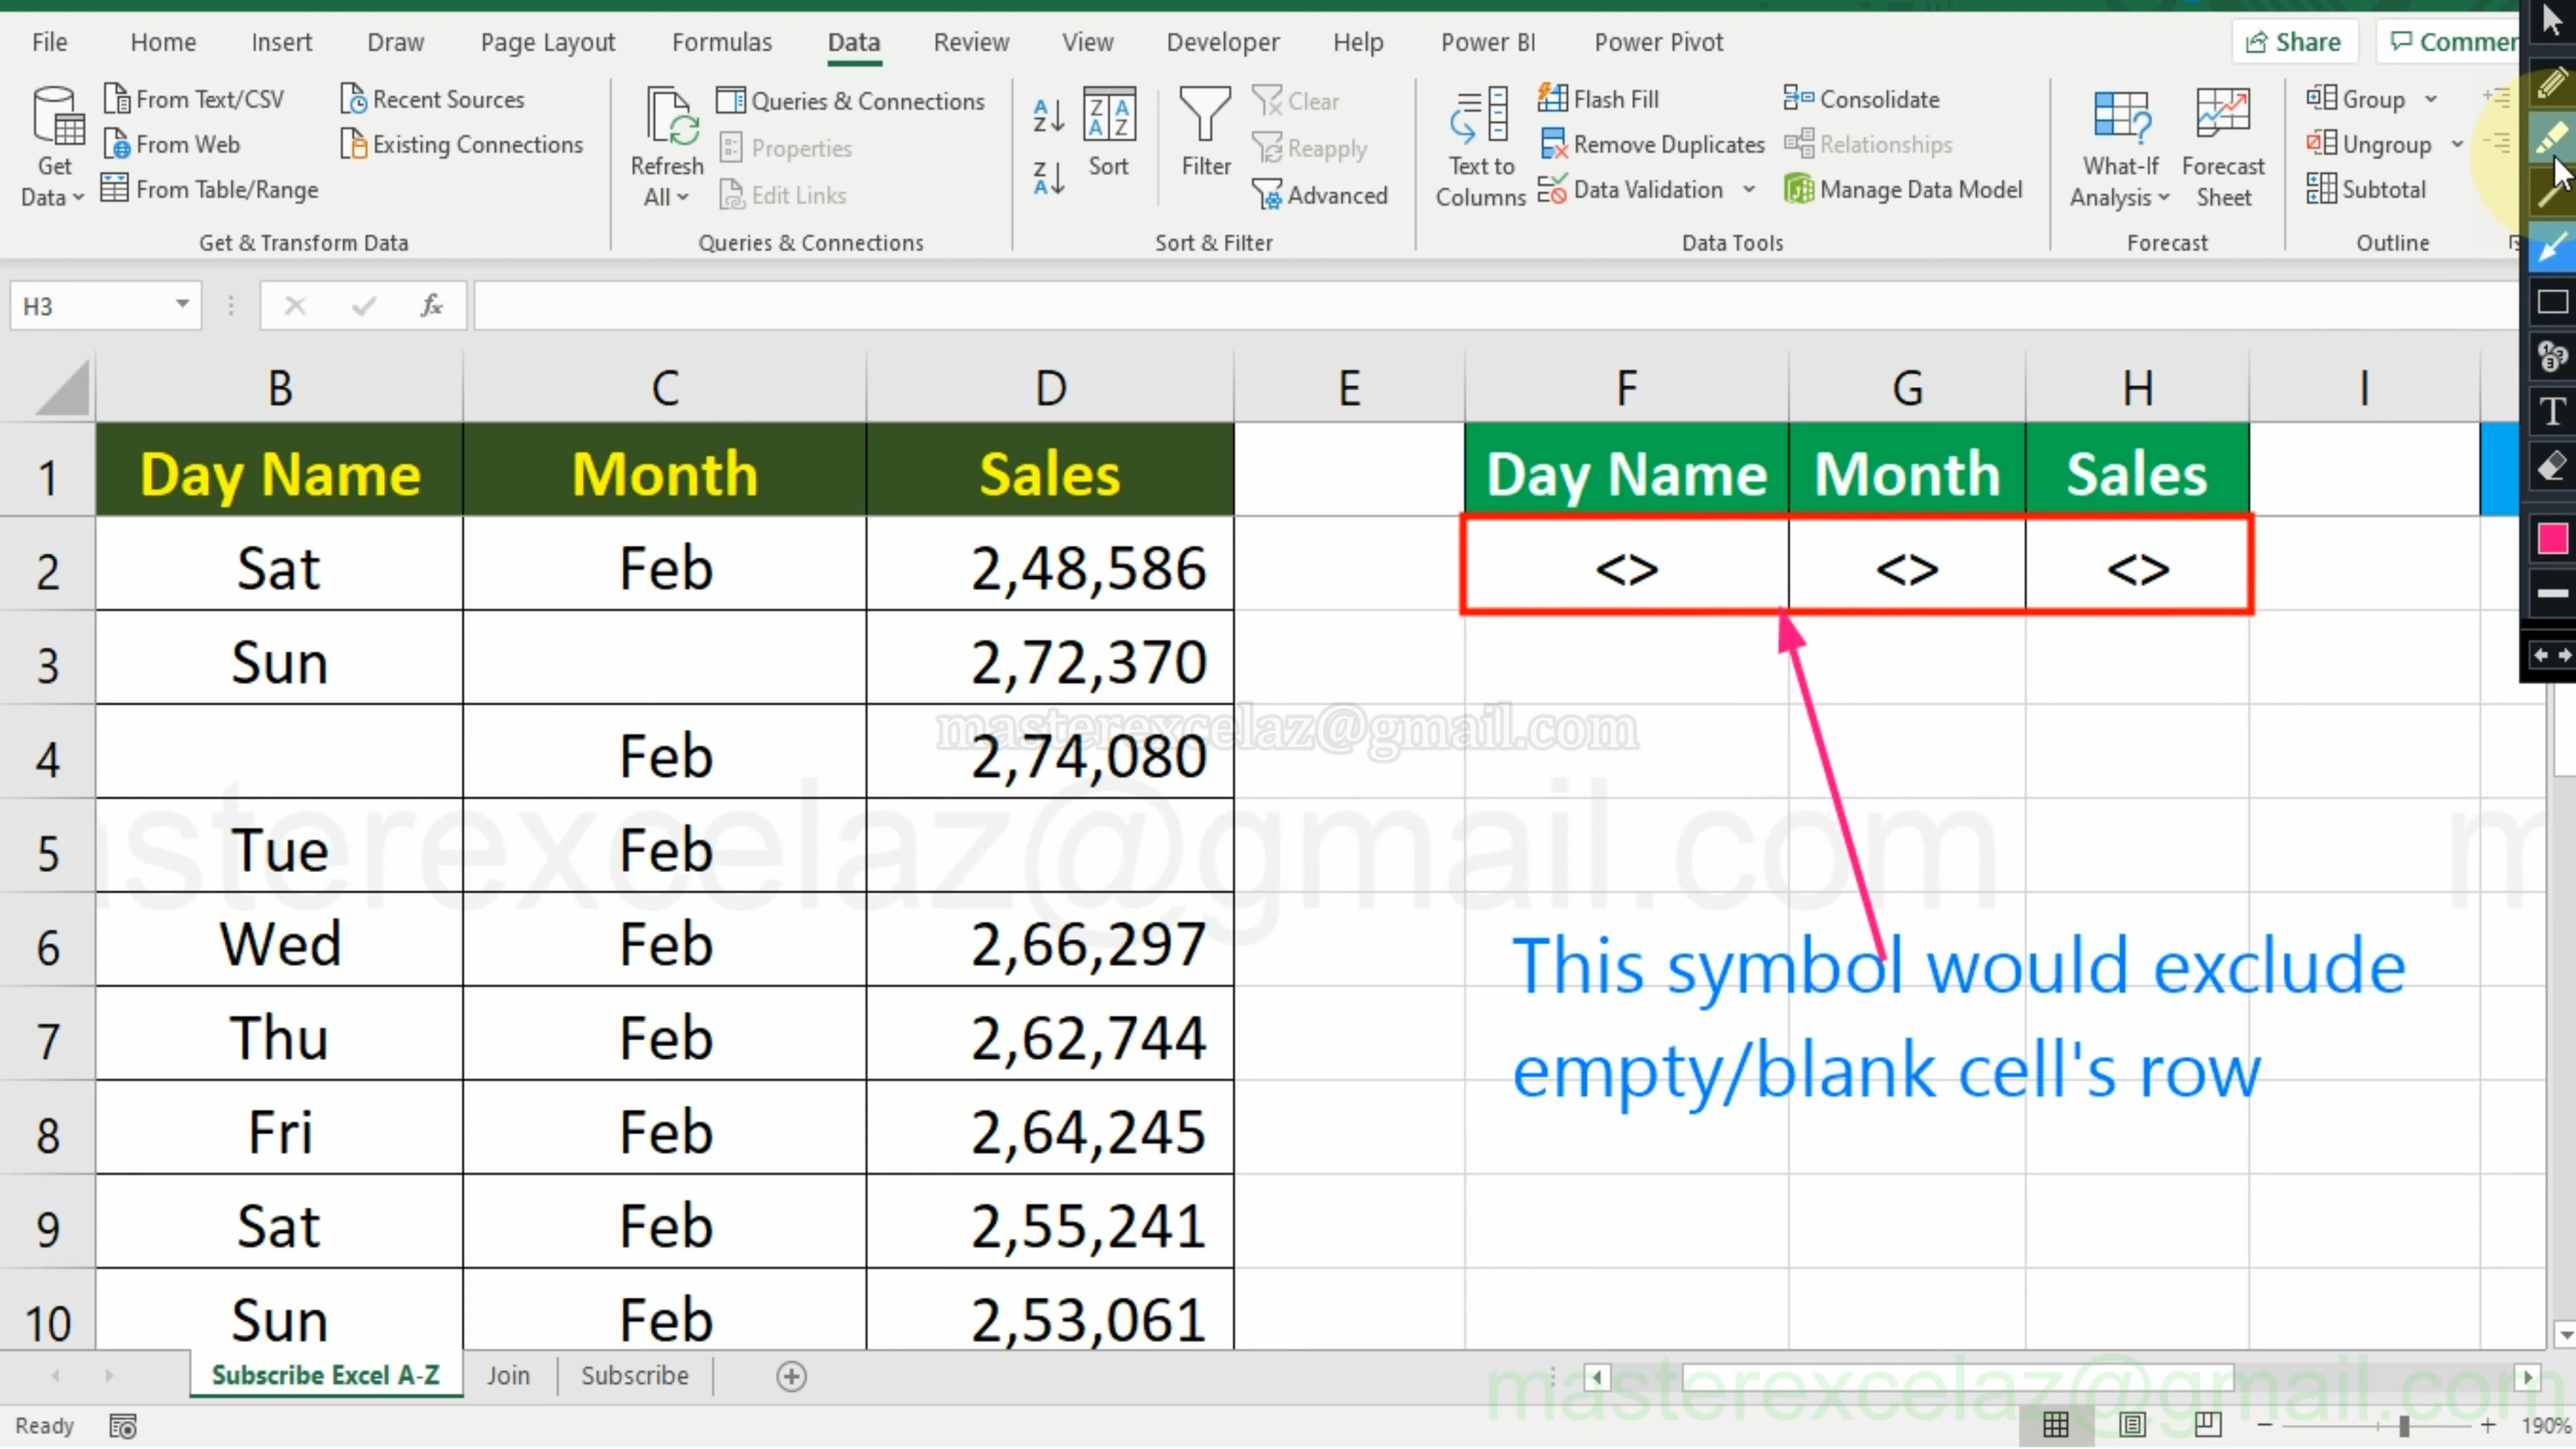 File Home Insert Draw Page Layout Formulas Data Review View Developer Help Power BI Power Pivot Share
Get Data
From Text/CSV
From Web
From Table/Range
Recent Sources
Existing Connections
Get & Transform Data
Refresh All
Queries & Connections
Properties
Edit Links
Queries & Connections
Sort
Filter
Clear
Reapply
Advanced
Sort & Filter
Text to Columns
Flash Fill
Remove Duplicates
Data Validation
Consolidate
Relationships
Manage Data Model
Data Tools
What-If Analysis
Forecast Sheet
Forecast
Group
Ungroup
Subtotal
Outline
H3 fx
B C D E F G H I
1 Day Name Month Sales Day Name Month Sales
2 Sat Feb 2,48,586 <> <> <>
3 Sun 2,72,370
masterexcelaz@gmail.com
4 Feb 2,74,080
asterexcelaz@gmail.com
5 Tue Feb
6 Wed Feb 2,66,297
7 Thu Feb 2,62,744
8 Fri Feb 2,64,245
9 Sat Feb 2,55,241
10 Sun Feb 2,53,061
This symbol would exclude
empty/blank cell's row
Subscribe Excel A-Z Join Subscribe
masterexcelaz@gmail.com
Ready 190%